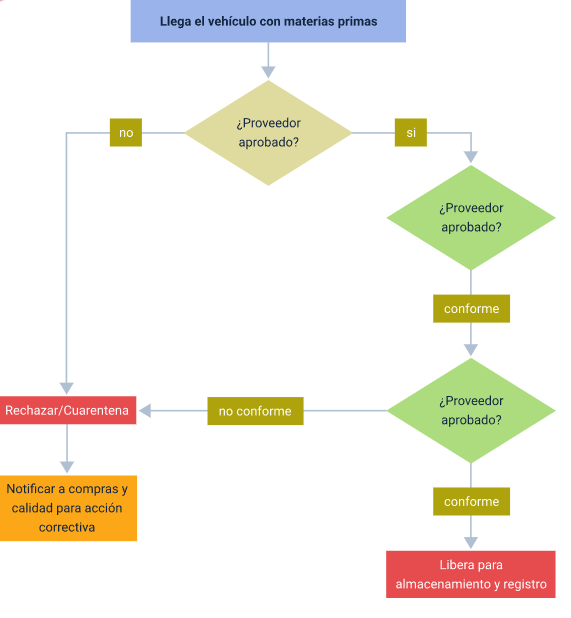 Llega el vehículo con materias primas
¿Proveedor
aprobado?
no
si
¿Proveedor
aprobado?
conforme
¿Proveedor
aprobado?
no conforme
Rechazar/Cuarentena
Notificar a compras y
calidad para acción
correctiva
conforme
Libera para
almacenamiento y registro